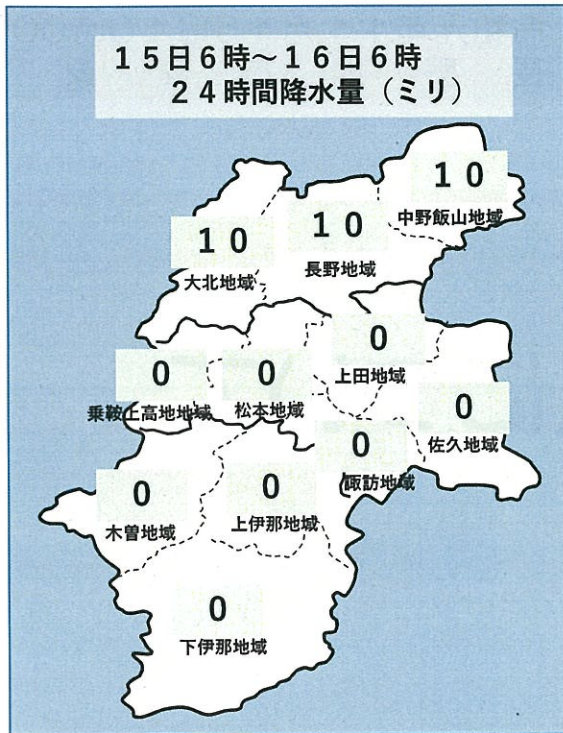 １５日６時～１６日６時
２４時間降水量（ミリ）
１０
中野飯山地域
１０
長野地域
１０
大北地域
０
上田地域
０
乗鞍上高地地域
０
松本地域
０
佐久地域
０
諏訪地域
０
木曽地域
０
上伊那地域
０
下伊那地域